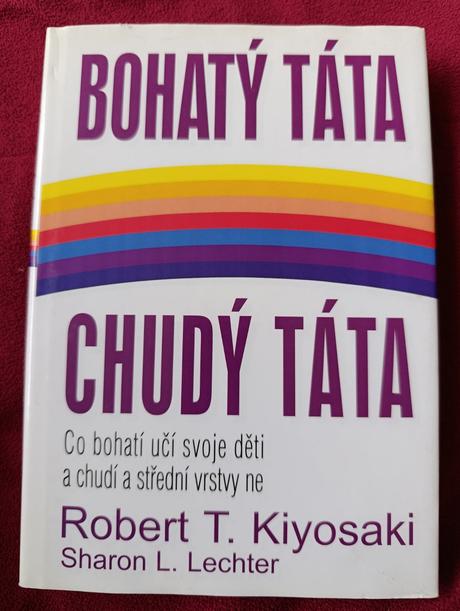 BOHATÝ TÁTA
CHUDÝ TÁTA
Co bohatí učí svoje děti
a chudí a střední vrstvy ne
Robert T. Kiyosaki
Sharon L. Lechter